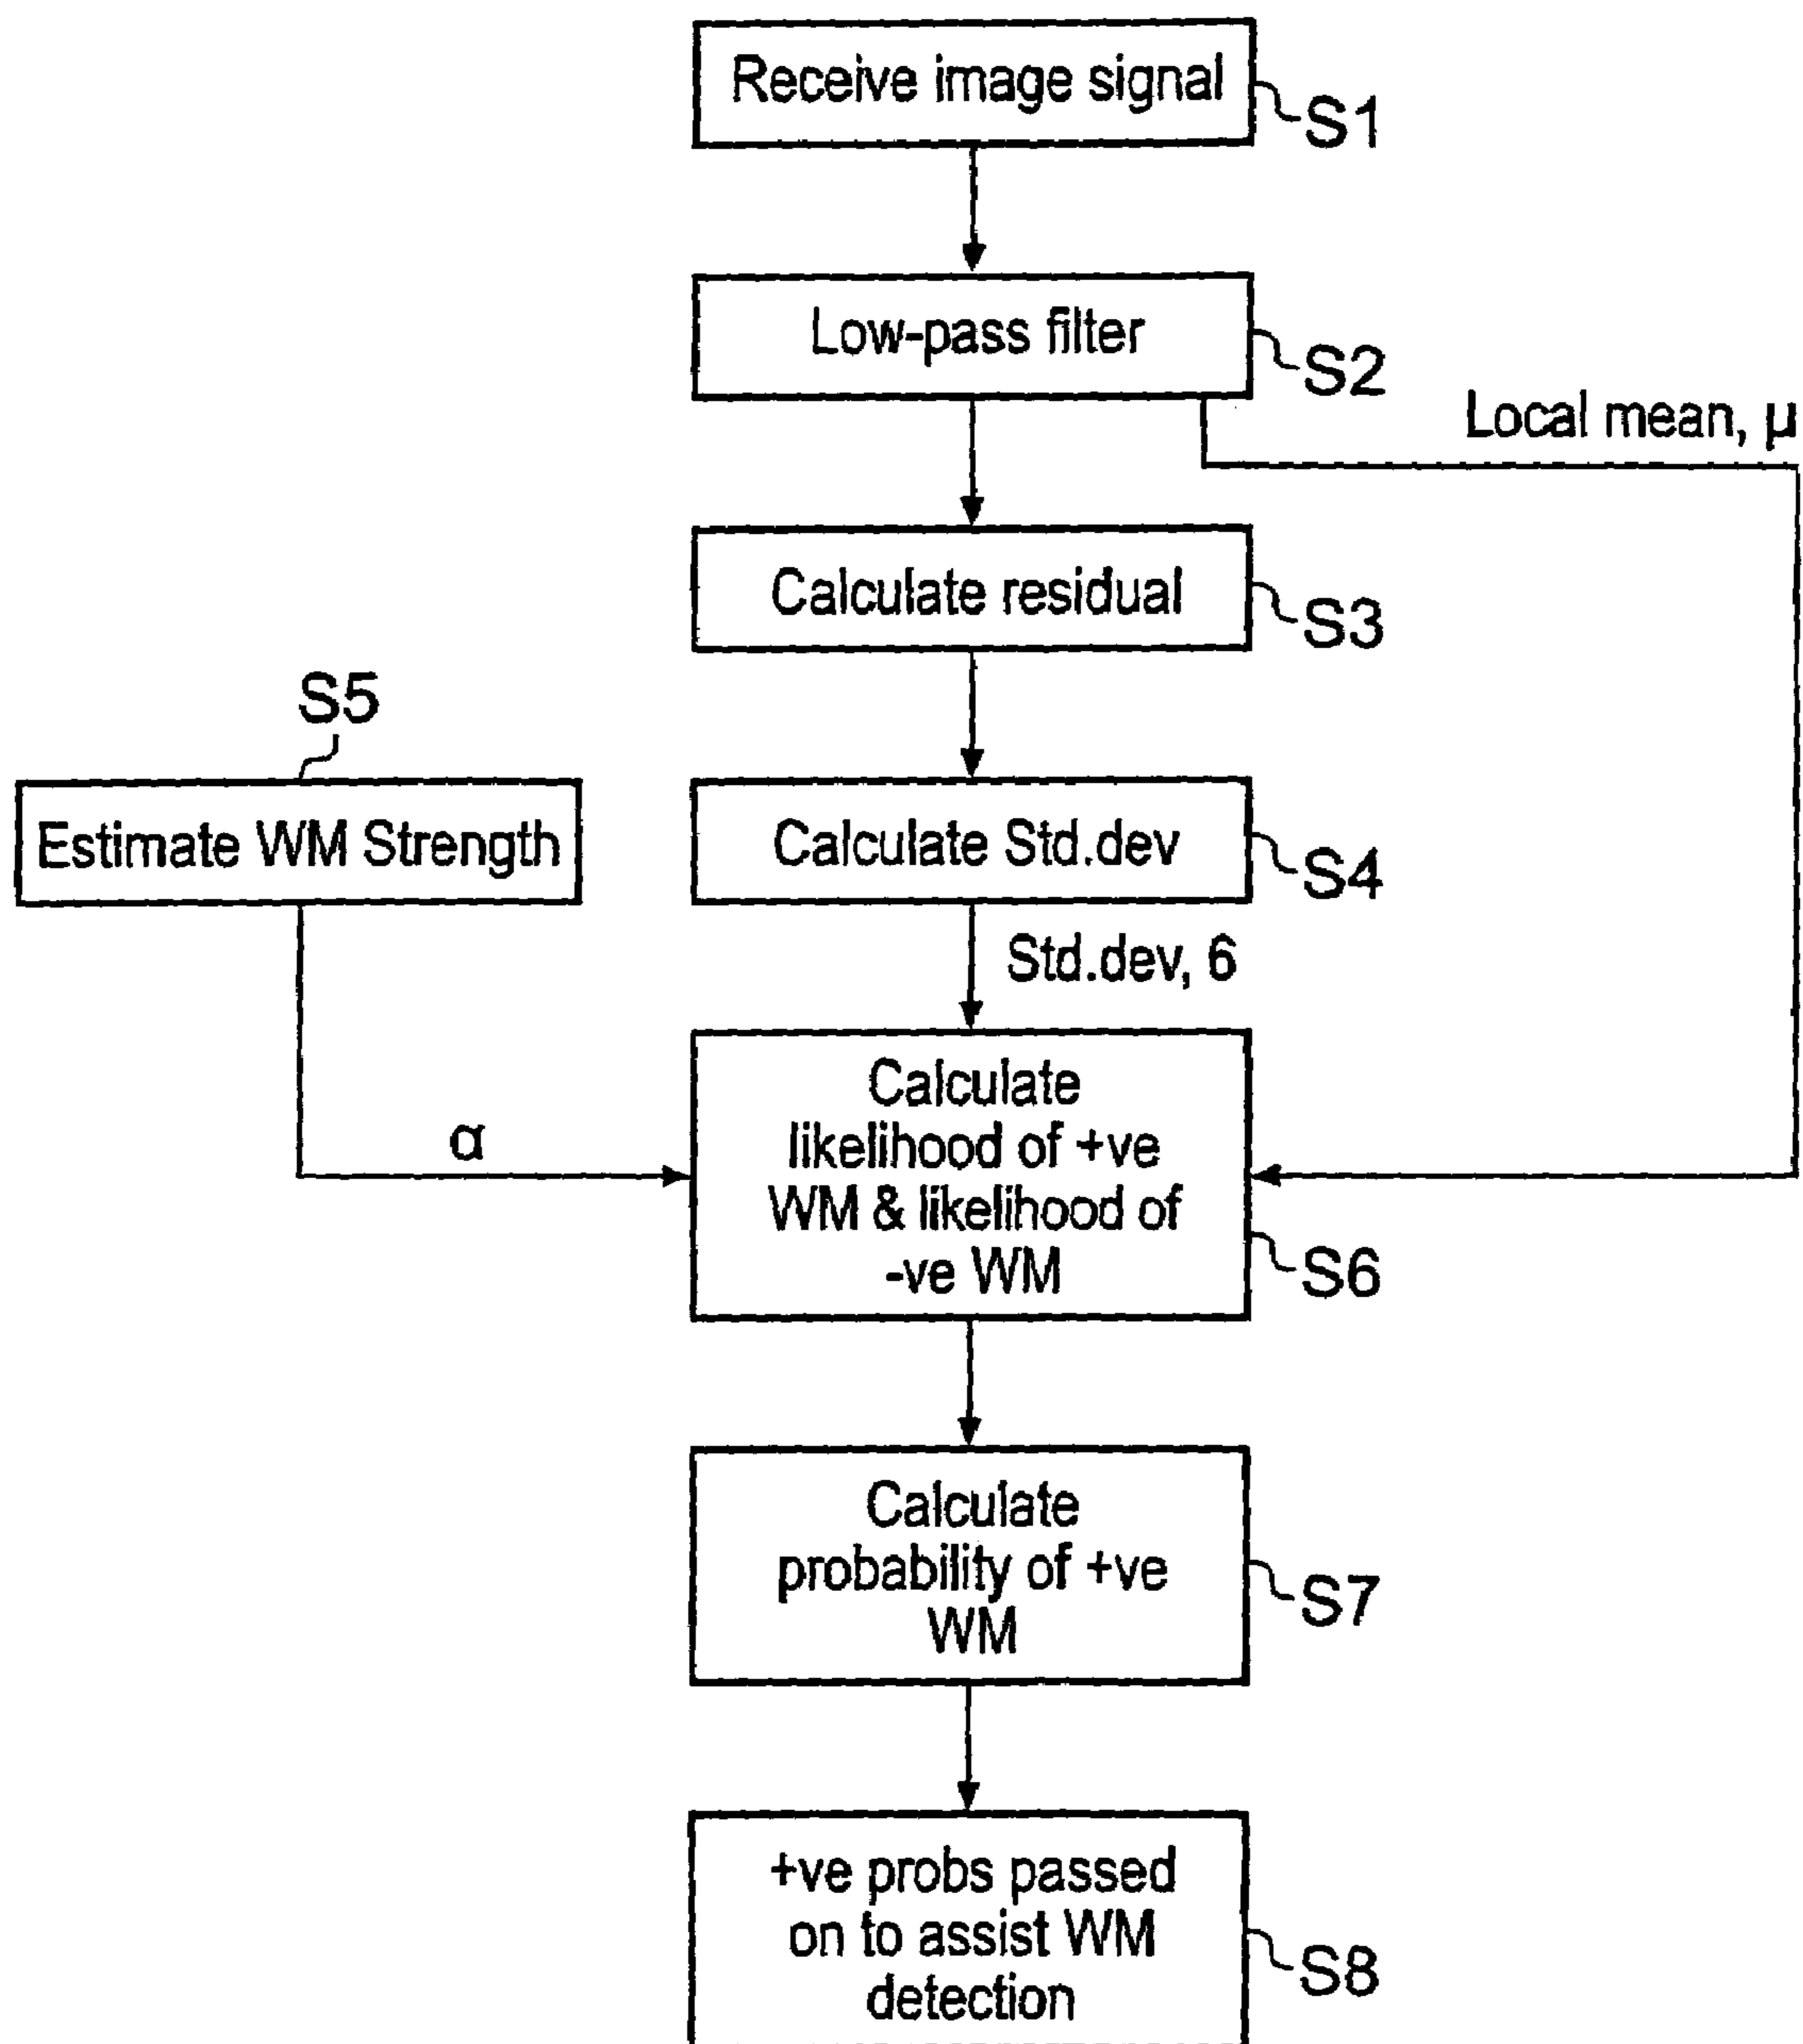 Receive image signal
S1
Low-pass filter
S2
Local mean, µ
Calculate residual
S3
S5
Estimate WM Strength
Calculate Std.dev
S4
Std.dev, 6
α
Calculate
likelihood of +ve
WM & likelihood of
-ve WM
S6
Calculate
probability of +ve
WM
S7
+ve probs passed
on to assist WM
detection
S8